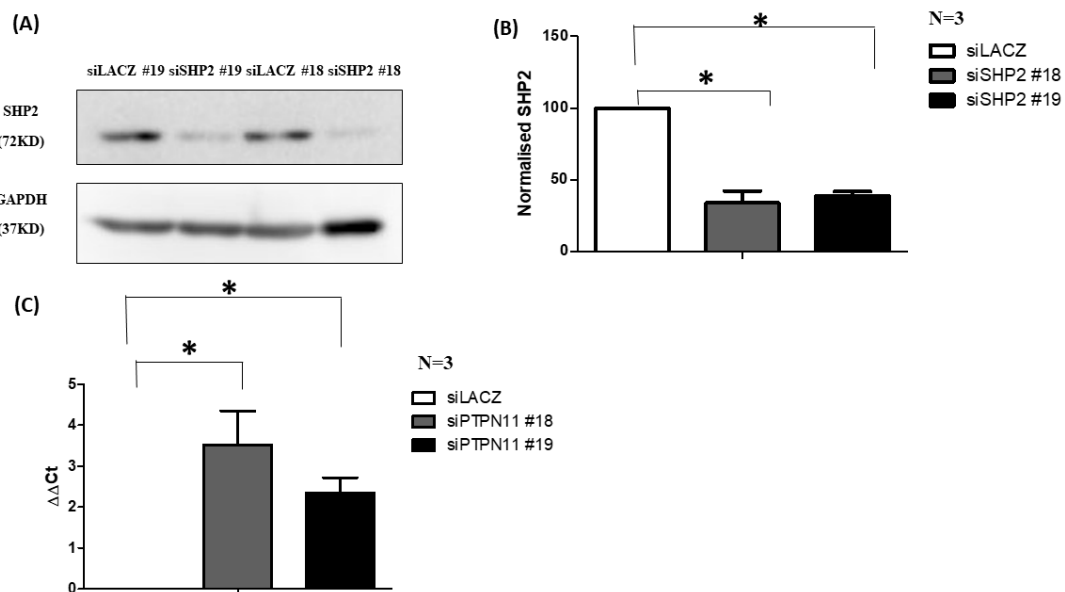 (A)
siLACZ #19 siSHP2 #19 siLACZ #18 siSHP2 #18
SHP2
(72KD)
GAPDH
(37KD)
(B)
*
*
150
100
50
0
Normalised SHP2
N=3
siLACZ
siSHP2 #18
siSHP2 #19
(C)
*
*
5
4
3
2
1
0
ΔΔCt
N=3
siLACZ
siPTPN11 #18
siPTPN11 #19